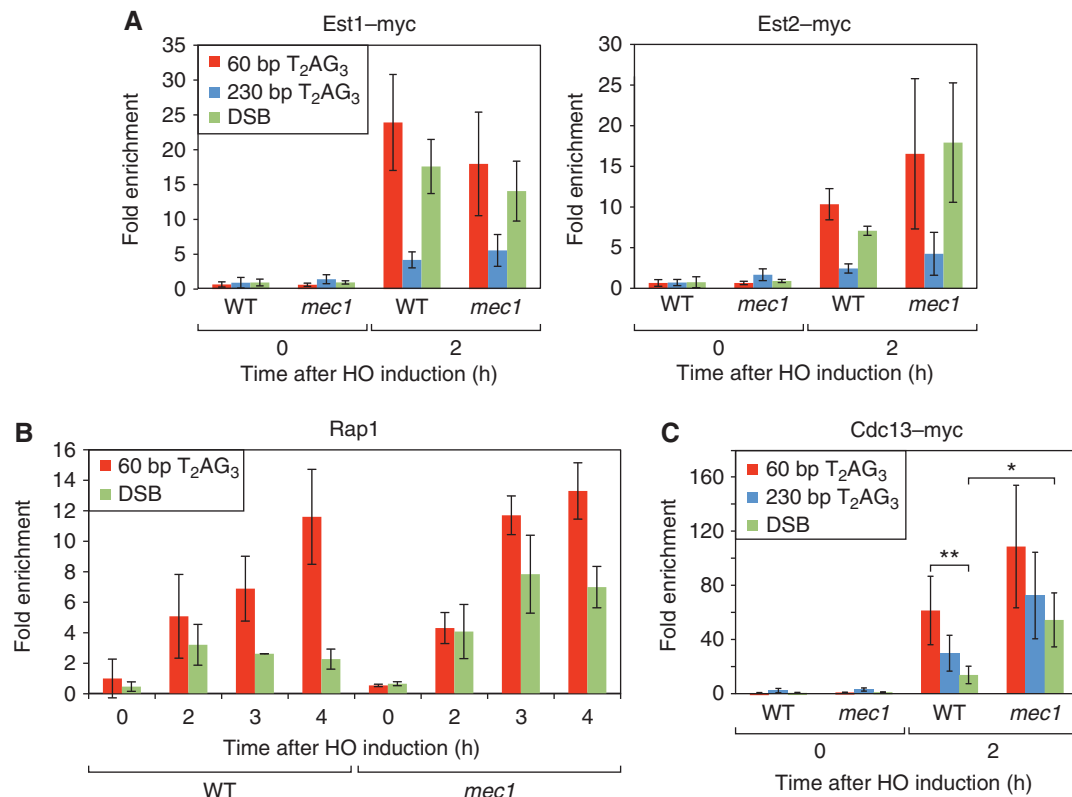 A
Est1–myc
Fold enrichment
35
30
25
20
15
10
5
0
60 bp T2AG3
230 bp T2AG3
DSB
WT mec1 WT mec1
0 2
Time after HO induction (h)
Est2–myc
Fold enrichment
30
25
20
15
10
5
0
WT mec1 WT mec1
0 2
Time after HO induction (h)
B
Rap1
Fold enrichment
16
14
12
10
8
6
4
2
0
60 bp T2AG3
DSB
0 2 3 4 0 2 3 4
Time after HO induction (h)
WT mec1
C
Cdc13–myc
Fold enrichment
160
120
80
40
0
60 bp T2AG3
230 bp T2AG3
DSB
*
**
WT mec1 WT mec1
0 2
Time after HO induction (h)